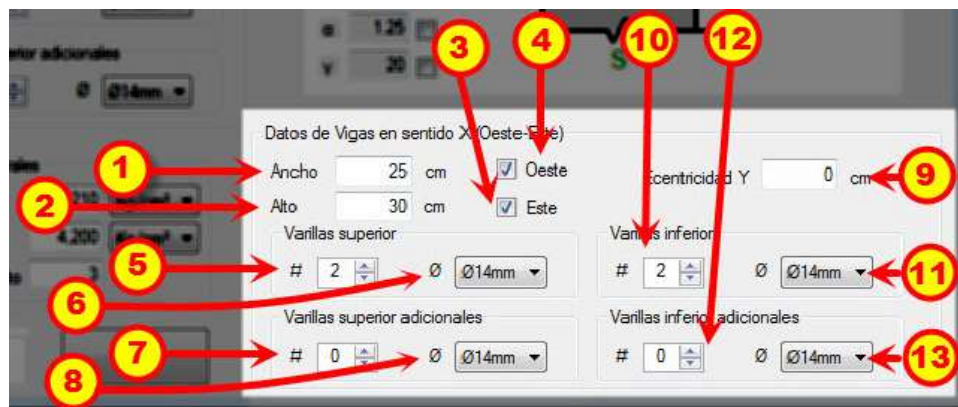 α 1.25
γ 20
S
rior adicionales
Ø Ø14mm
210
4.200
3
Datos de Vigas en sentido X (Oeste-Este)
Ancho 25 cm Oeste Ecentricidad Y 0 cm
Alto 30 cm Este
Varillas superior Varillas inferior
# 2 Ø Ø14mm # 2 Ø Ø14mm
Varillas superior adicionales Varillas inferior adicionales
# 0 Ø Ø14mm # 0 Ø Ø14mm
1
2
3
4
5
6
7
8
9
10
11
12
13